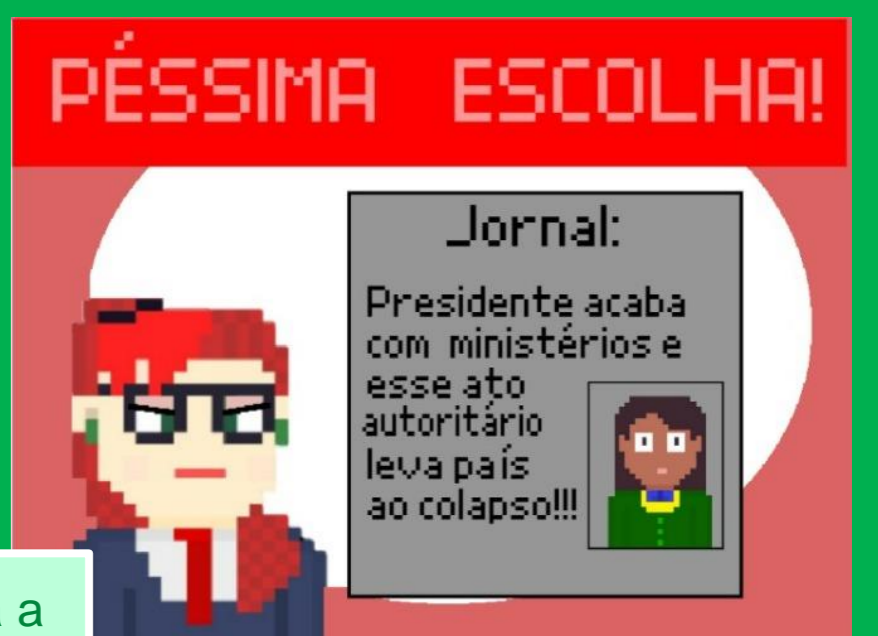 PÉSSIMA ESCOLHA!
Jornal:
Presidente acaba
com ministérios e
esse ato
autoritário
leva país
ao colapso!!!
a